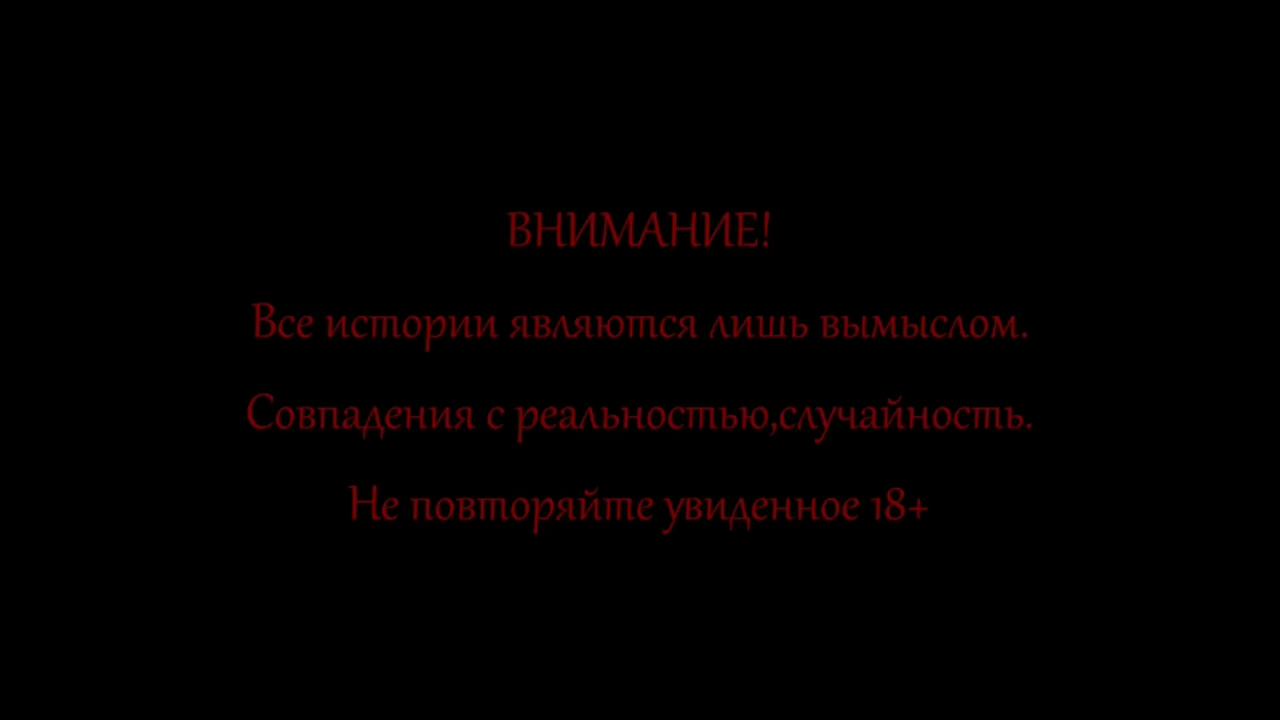 ВНИМАНИЕ!
Все истории являются лишь вымыслом.
Совпадения с реальностью,случайность.
Не повторяйте увиденное 18+